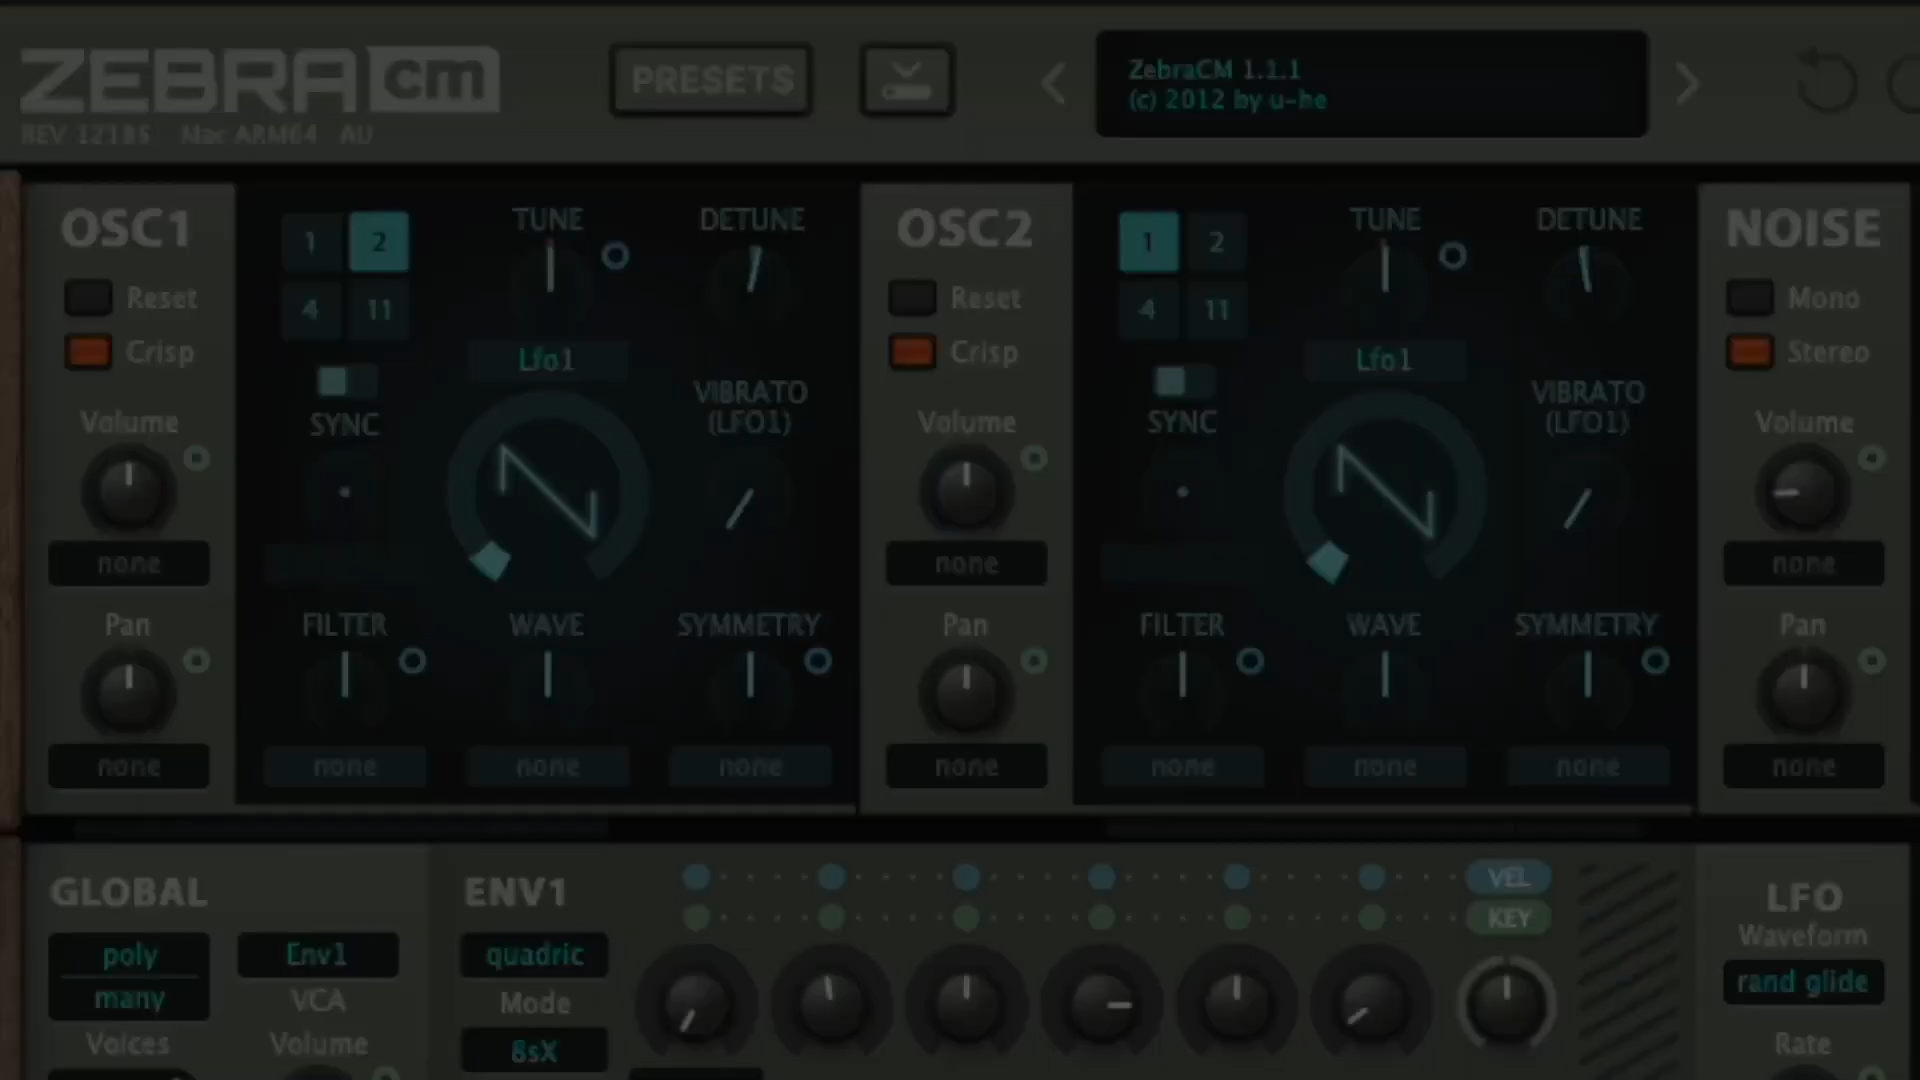 ZEBRA cm
REV 12185 Mac ARM64 AU
PRESETS
ZebraCM 1.1.1
(c) 2012 by u-he
OSC1
Reset
Crisp
Volume
none
Pan
none
1 2
4 11
SYNC
TUNE
Lfo1
DETUNE
VIBRATO
(LFO1)
FILTER
none
WAVE
none
SYMMETRY
none
OSC2
Reset
Crisp
Volume
none
Pan
none
1 2
4 11
SYNC
TUNE
Lfo1
DETUNE
VIBRATO
(LFO1)
FILTER
none
WAVE
none
SYMMETRY
none
NOISE
Mono
Stereo
Volume
none
Pan
none
GLOBAL
poly
many
Voices
Env1
VCA
Volume
ENV1
quadric
Mode
8sX
VEL
KEY
LFO
Waveform
rand glide
Rate